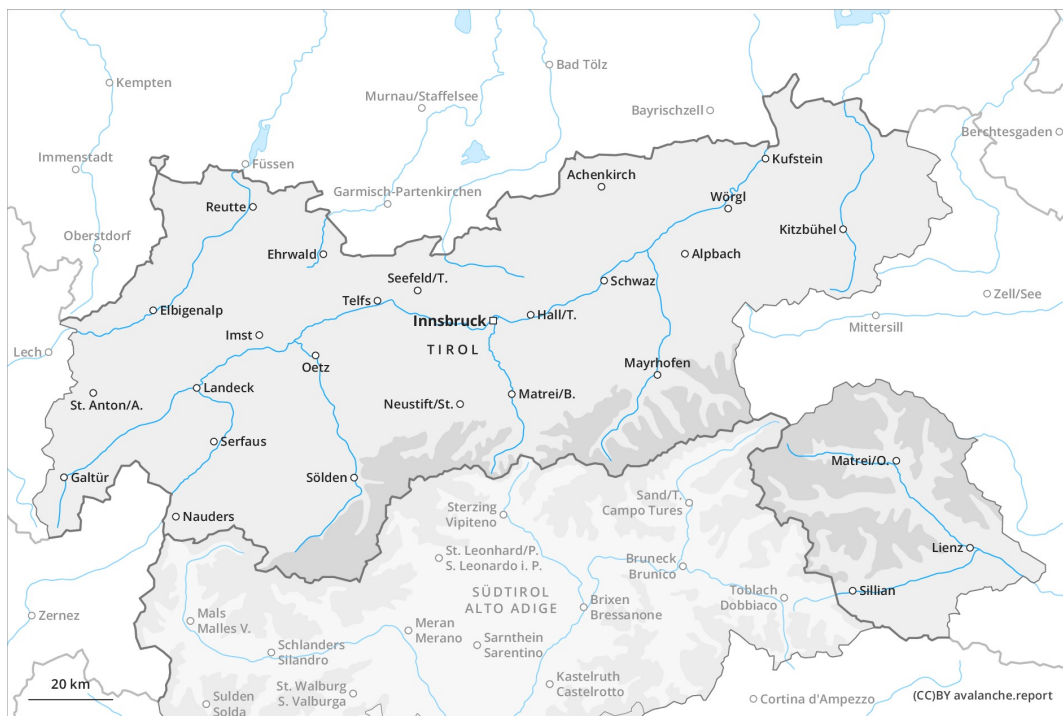 Kempten
Bad Tölz
Murnau/Staffelsee
Bayrischzell
Berchtesgaden
Immenstadt
Füssen
Kufstein
Achenkirch
Garmisch-Partenkirchen
Reutte
Wörgl
Oberstdorf
Kitzbühel
Ehrwald
Alpbach
Seefeld/T.
Schwaz
Zell/See
Telfs
Elbigenalp
Innsbruck
Hall/T.
Mittersill
Imst
TIROL
Lech
Oetz
Mayrhofen
Landeck
St. Anton/A.
Neustift/St.
Matrei/B.
Serfaus
Matrei/O.
Galtür
Sölden
Sand/T.
Campo Tures
Sterzing
Vipiteno
Nauders
Lienz
St. Leonhard/P.
S. Leonardo i. P.
Bruneck
Brunico
SÜDTIROL
ALTO ADIGE
Toblach
Dobbiaco
Sillian
Brixen
Bressanone
Zernez
Mals
Malles V.
Meran
Merano
Sarnthein
Sarentino
Schlanders
Silandro
20 km
St. Walburg
S. Valburga
Kastelruth
Castelrotto
Sulden
Solda
Cortina d'Ampezzo
(CC)BY avalanche.report